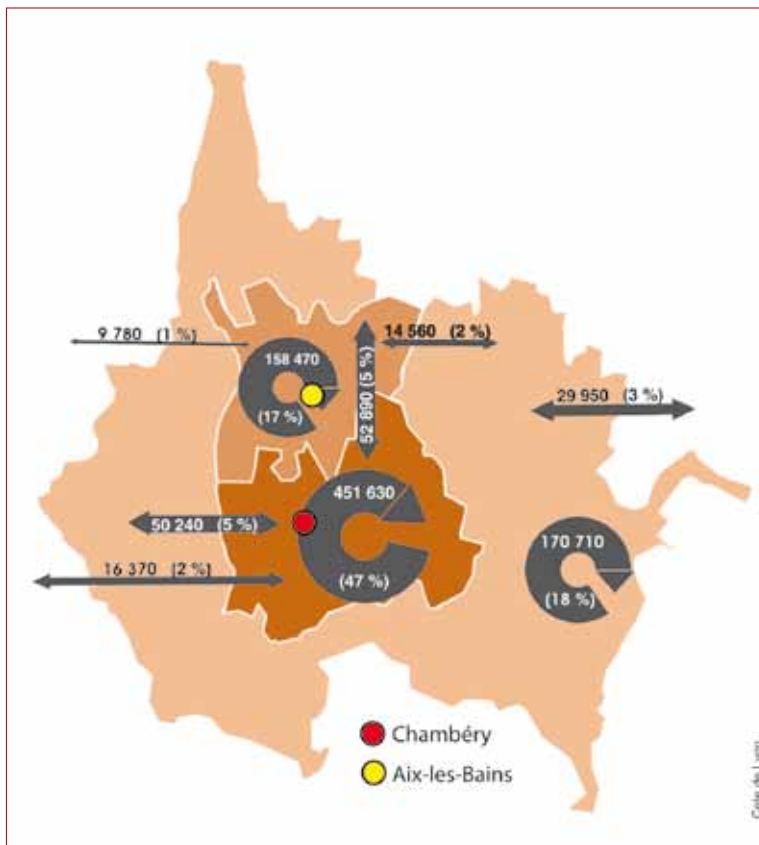 9 780 (1 %)
14 560 (2 %)
158 470
(17 %)
52 890 (5 %)
29 950 (3 %)
451 630
(47 %)
50 240 (5 %)
16 370 (2 %)
170 710
(18 %)
Chambéry
Aix-les-Bains